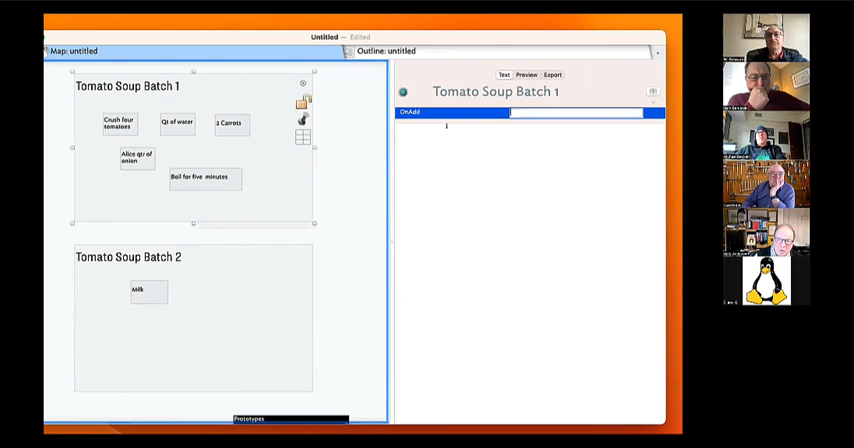 Untitled — Edited
Map: untitled
Outline: untitled
Tomato Soup Batch 1
Crush four
tomatoes
Qt of water
2 Carrots
Alice qtr of
onion
Boil for five minutes
Tomato Soup Batch 2
Milk
Prototypes
Text
Preview
Export
Tomato Soup Batch 1
OnAdd